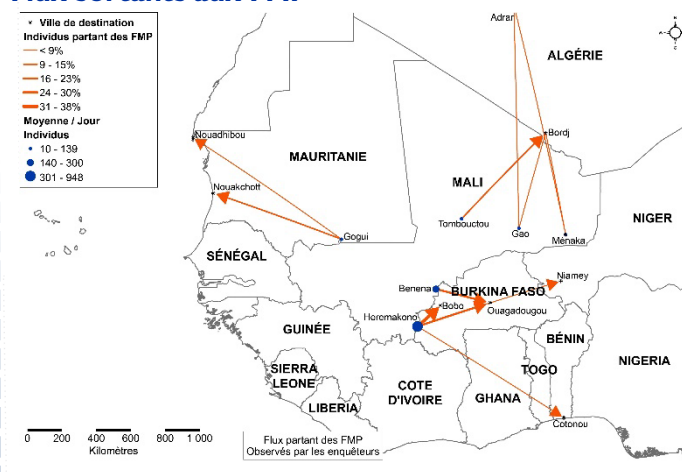 Ville de destination
Individus partant des FMP
< 9%
9 - 15%
16 - 23%
24 - 30%
31 - 38%
Moyenne / Jour
Individus
10 - 139
140 - 300
301 - 948
Adrar
ALGÉRIE
Nouadhibou
Bordj
MAURITANIE
Nouakchott
MALI
Tombouctou
Gogui
Gao
Ménaka
NIGER
SÉNÉGAL
Niamey
Benena
BURKINA FASO
Bobo
Ouagadougou
Horemakono
GUINÉE
BÉNIN
NIGERIA
SIERRA
LEONE
TOGO
COTE
D'IVOIRE
GHANA
LIBERIA
Cotonou
0 200 400 600 800 1 000
Kilomètres
Flux partant des FMP
Observés par les enquêteurs